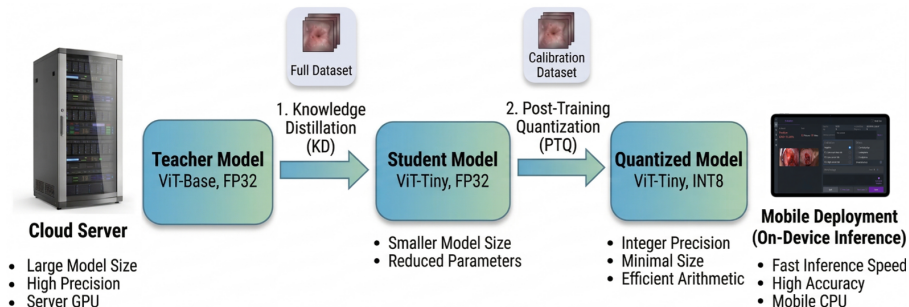 Full Dataset
Calibration
Dataset
1. Knowledge
Distillation
(KD)
2. Post-Training
Quantization
(PTQ)
Teacher Model
ViT-Base, FP32
Student Model
ViT-Tiny, FP32
Quantized Model
ViT-Tiny, INT8
Cloud Server
• Large Model Size
• High Precision
• Server GPU
• Smaller Model Size
• Reduced Parameters
• Integer Precision
• Minimal Size
• Efficient Arithmetic
Mobile Deployment
(On-Device Inference)
• Fast Inference Speed
• High Accuracy
• Mobile CPU